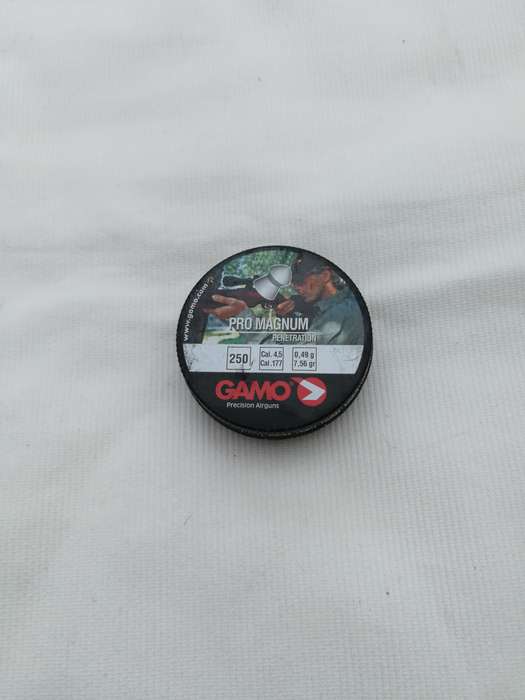 www.gamo.com
PRO MAGNUM
PENETRATION
250
Cal. 4,5
Cal. 177
0,49 g
7.56 gr
GAMO
Precision Airguns